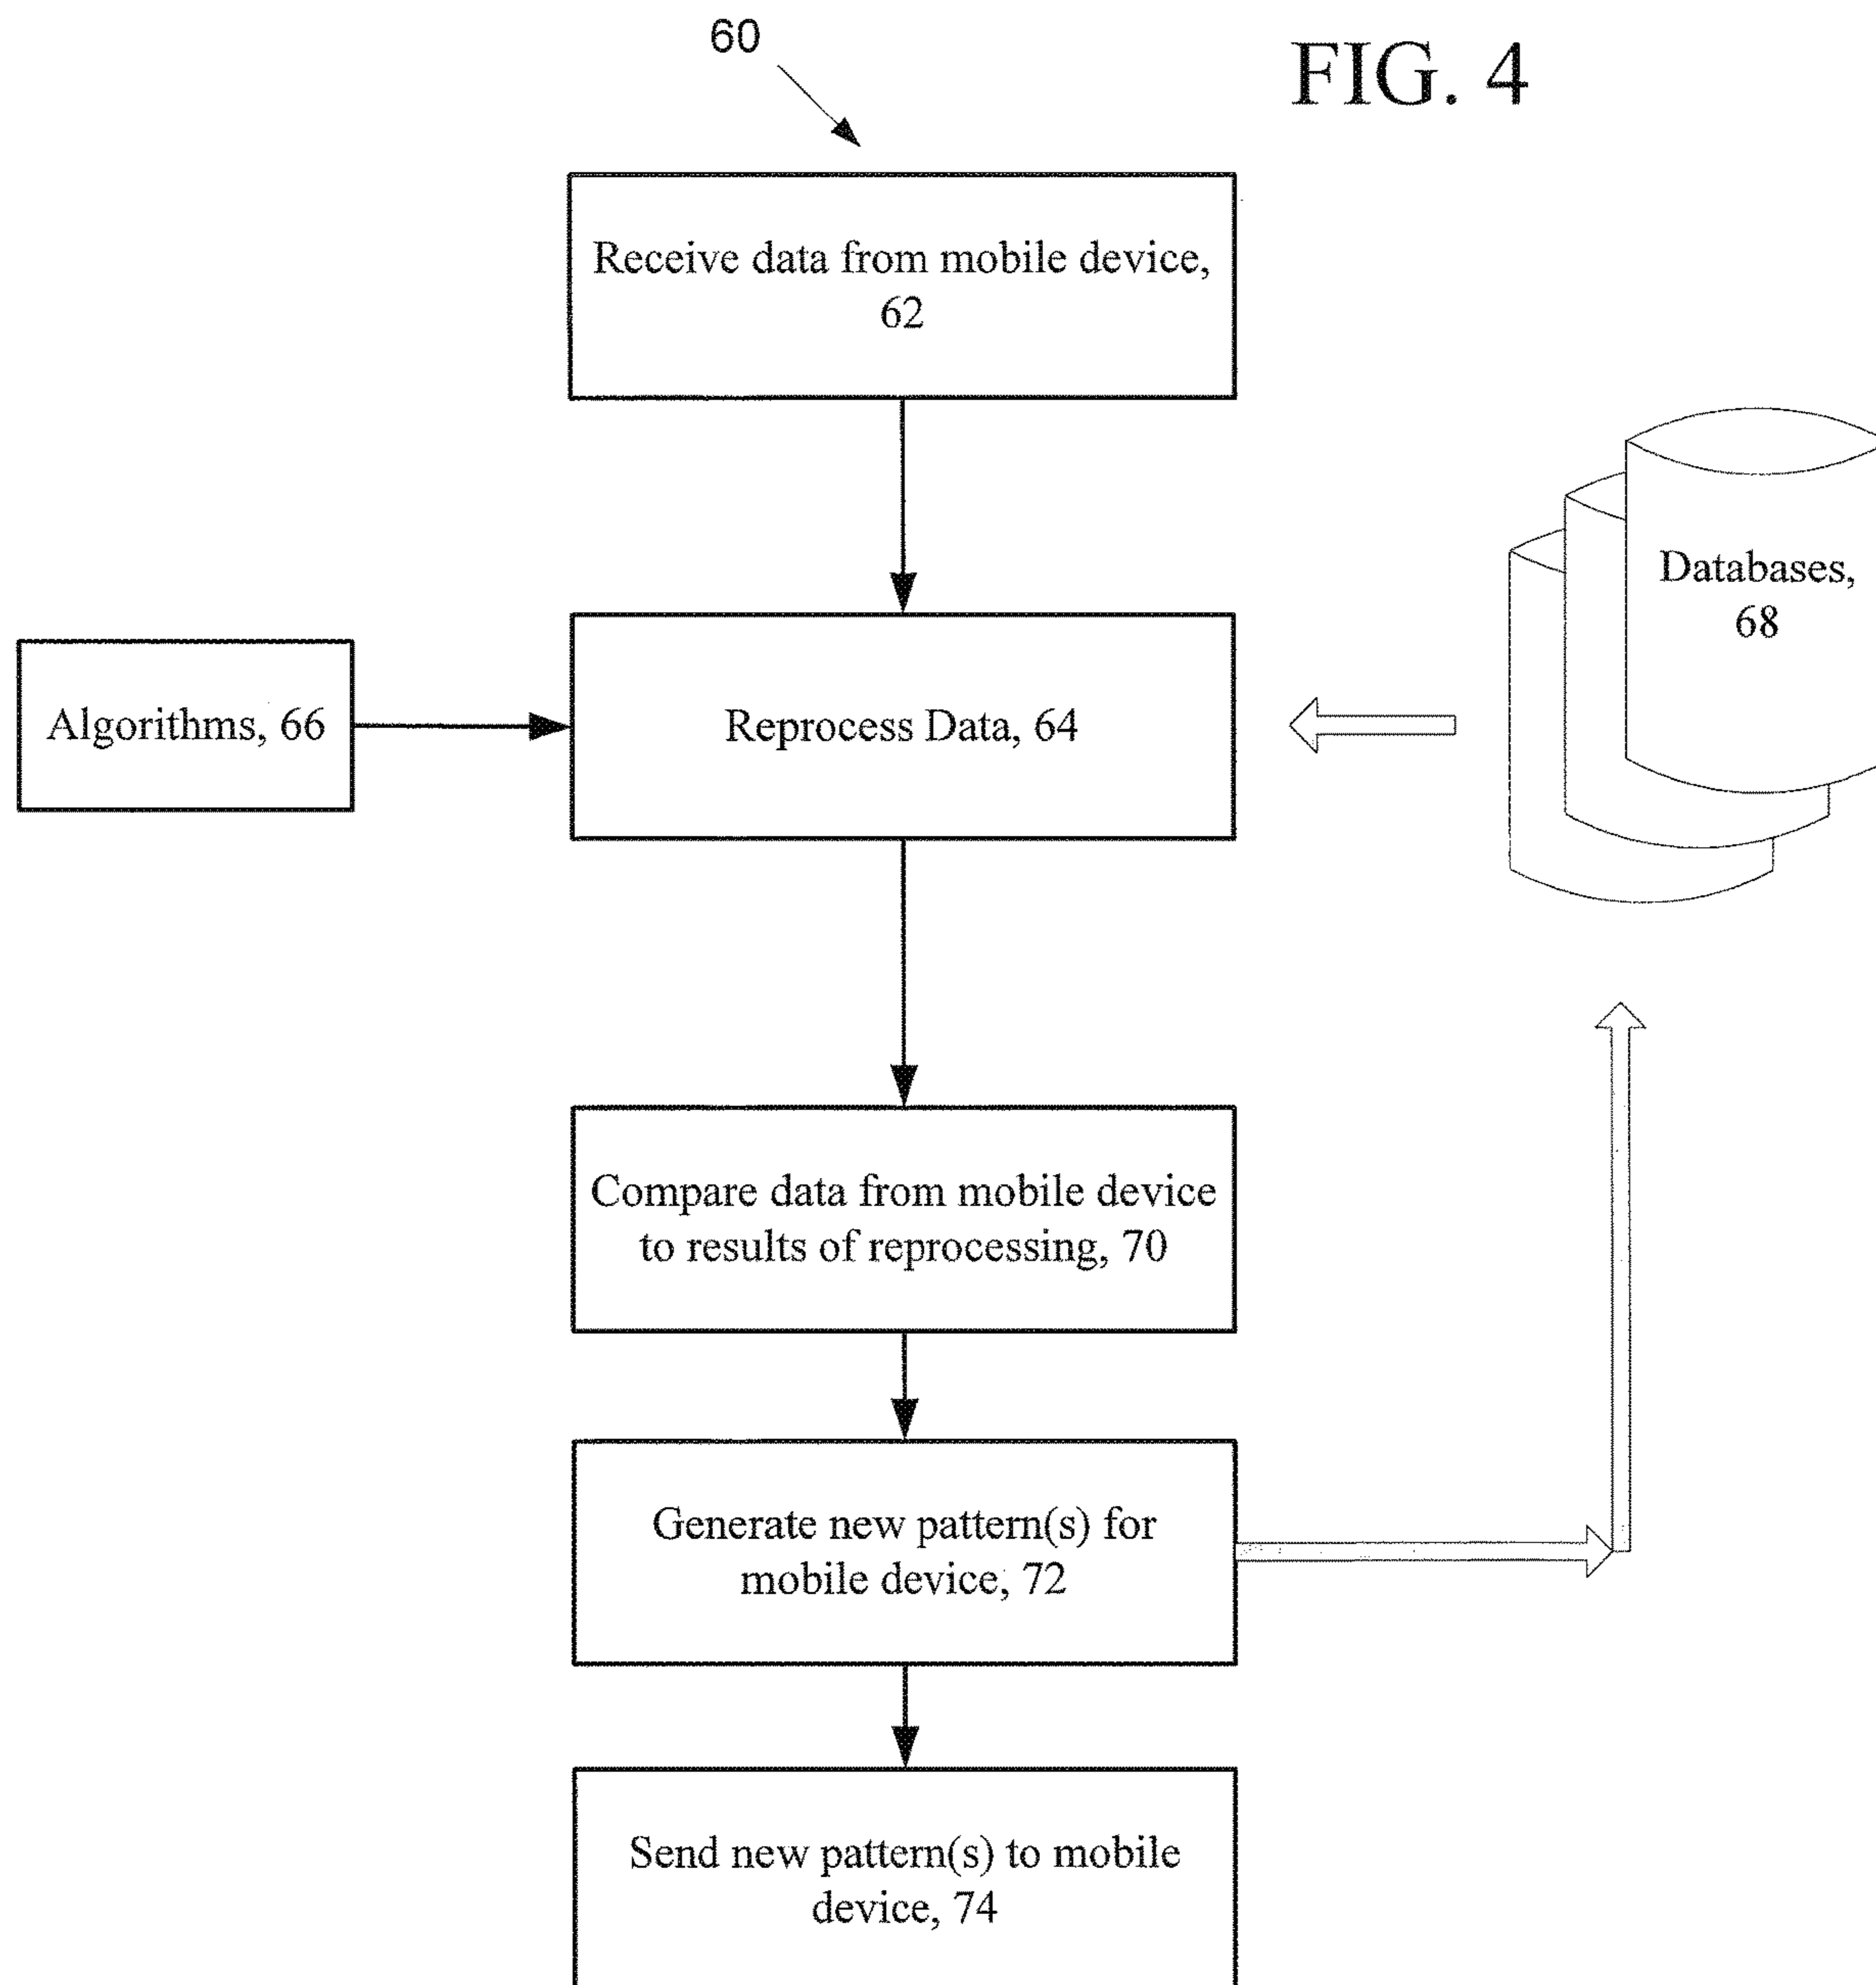 60
FIG. 4
Receive data from mobile device,
62
Databases,
68
Algorithms, 66
Reprocess Data, 64
Compare data from mobile device
to results of reprocessing, 70
Generate new pattern(s) for
mobile device, 72
Send new pattern(s) to mobile
device, 74